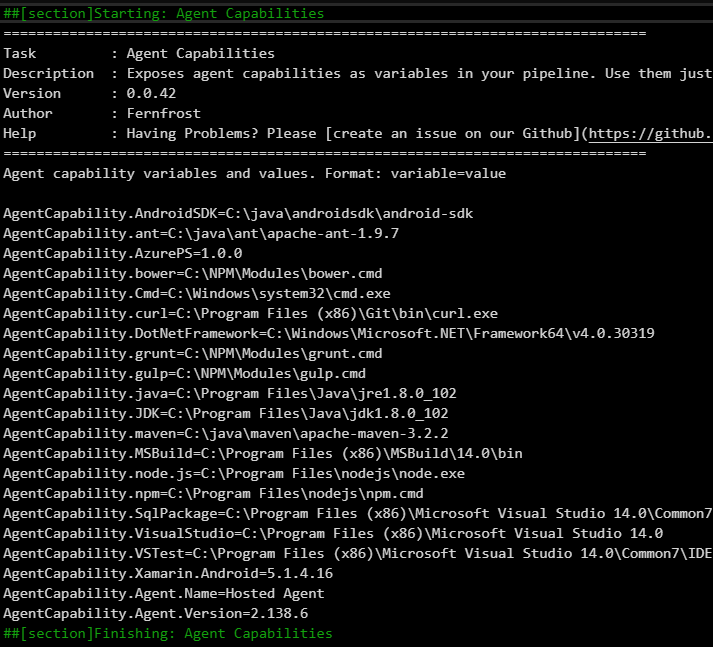 ##[section]Starting: Agent Capabilities
==============================================================================
Task         : Agent Capabilities
Description  : Exposes agent capabilities as variables in your pipeline. Use them just
Version      : 0.0.42
Author       : Fernfrost
Help         : Having Problems? Please [create an issue on our Github](https://github.
==============================================================================
Agent capability variables and values. Format: variable=value

AgentCapability.AndroidSDK=C:\java\androidsdk\android-sdk
AgentCapability.ant=C:\java\ant\apache-ant-1.9.7
AgentCapability.AzurePS=1.0.0
AgentCapability.bower=C:\NPM\Modules\bower.cmd
AgentCapability.Cmd=C:\Windows\system32\cmd.exe
AgentCapability.curl=C:\Program Files (x86)\Git\bin\curl.exe
AgentCapability.DotNetFramework=C:\Windows\Microsoft.NET\Framework64\v4.0.30319
AgentCapability.grunt=C:\NPM\Modules\grunt.cmd
AgentCapability.gulp=C:\NPM\Modules\gulp.cmd
AgentCapability.java=C:\Program Files\Java\jre1.8.0_102
AgentCapability.JDK=C:\Program Files\Java\jdk1.8.0_102
AgentCapability.maven=C:\java\maven\apache-maven-3.2.2
AgentCapability.MSBuild=C:\Program Files (x86)\MSBuild\14.0\bin
AgentCapability.node.js=C:\Program Files\nodejs\node.exe
AgentCapability.npm=C:\Program Files\nodejs\npm.cmd
AgentCapability.SqlPackage=C:\Program Files (x86)\Microsoft Visual Studio 14.0\Common7
AgentCapability.VisualStudio=C:\Program Files (x86)\Microsoft Visual Studio 14.0
AgentCapability.VSTest=C:\Program Files (x86)\Microsoft Visual Studio 14.0\Common7\IDE
AgentCapability.Xamarin.Android=5.1.4.16
AgentCapability.Agent.Name=Hosted Agent
AgentCapability.Agent.Version=2.138.6
##[section]Finishing: Agent Capabilities